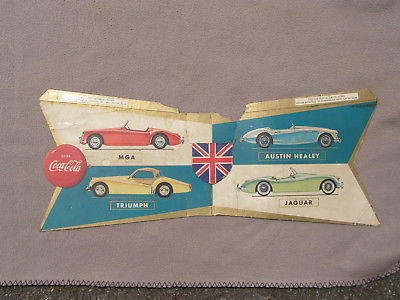 MGA
AUSTIN HEALEY
DRINK
Coca-Cola
TRIUMPH
JAGUAR